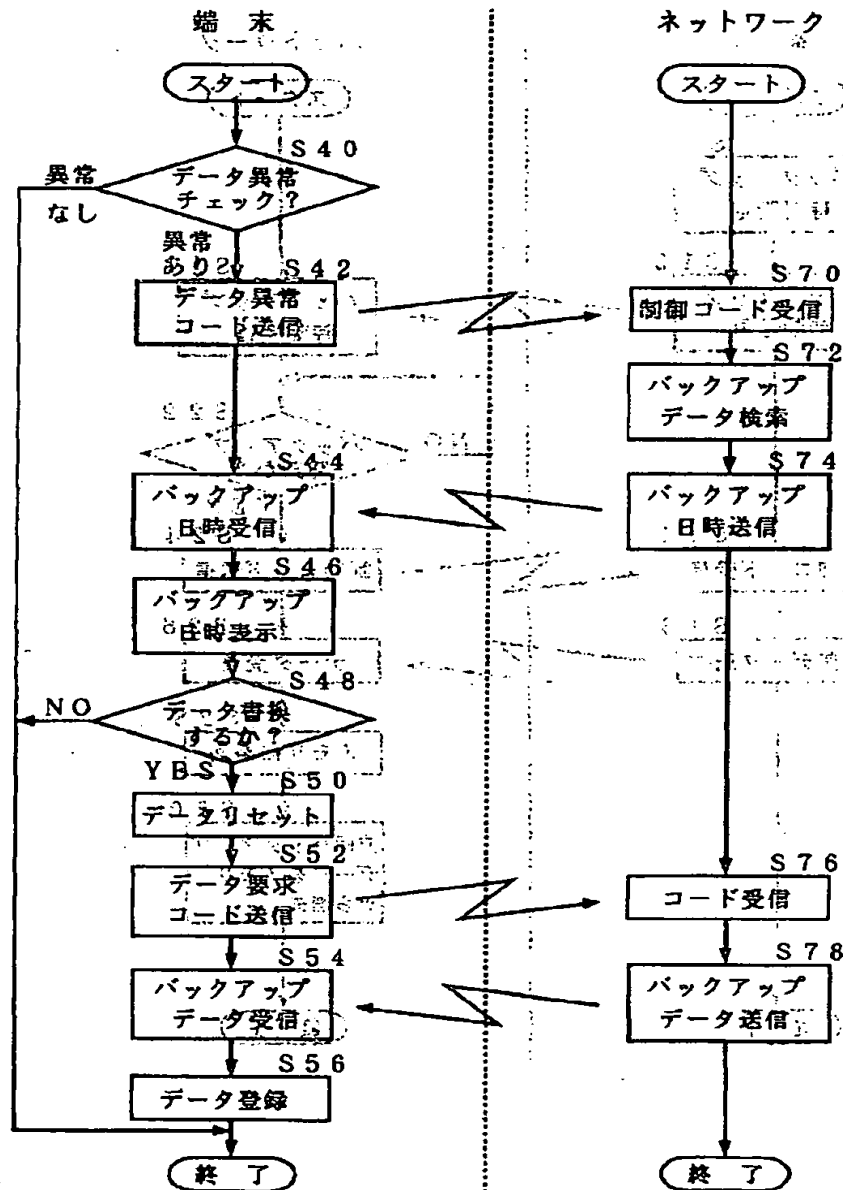 端 末
ネットワーク
スタート
スタート
S40
データ異常
チェック?
異常
なし
異常
あり
S42
データ異常
コード送信
S70
制御コード受信
S72
バックアップ
データ検索
S44
バックアップ
日時受信
S74
バックアップ
日時送信
S46
バックアップ
日時表示
S48
データ書換
するか?
NO
YES
S50
データリセット
S52
データ要求
コード送信
S76
コード受信
S54
バックアップ
データ受信
S78
バックアップ
データ送信
S56
データ登録
終 了
終 了